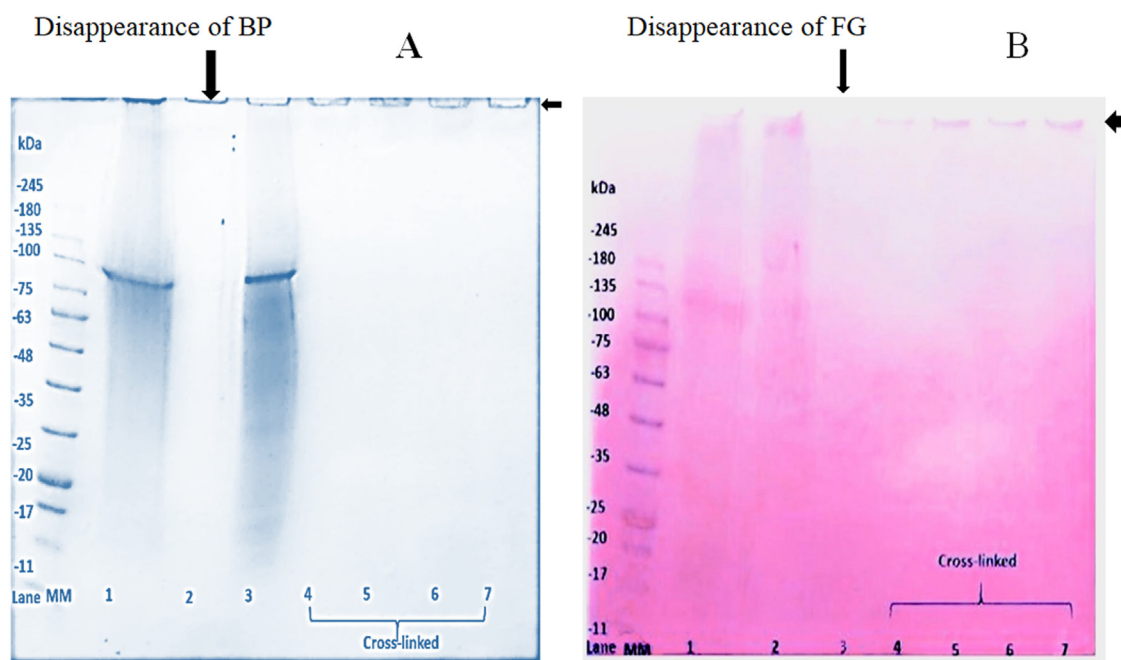 Disappearance of BP
A
kDa
-245
-180
-135
-100
-75
-63
-48
-35
-25
-20
-17
-11
Lane MM 1 2 3 4 5 6 7
Cross-linked
Disappearance of FG
B
kDa
-245
-180
-135
-100
-75
-63
-48
-35
-25
-20
-17
-11
Cross-linked
Lane MM 1 2 3 4 5 6 7